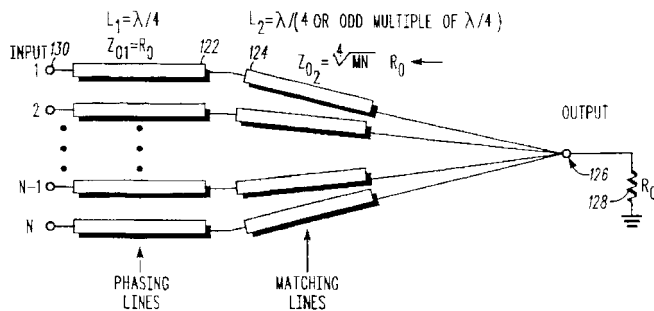 L₁=λ/4
L₂=λ/(4 OR ODD MULTIPLE OF λ/4)
INPUT 130
Z₀₁=R₀
122
124
Z₀₂= ⁴√MN R₀
1
2
OUTPUT
N-1
126
128
R₀
N
PHASING
LINES
MATCHING
LINES